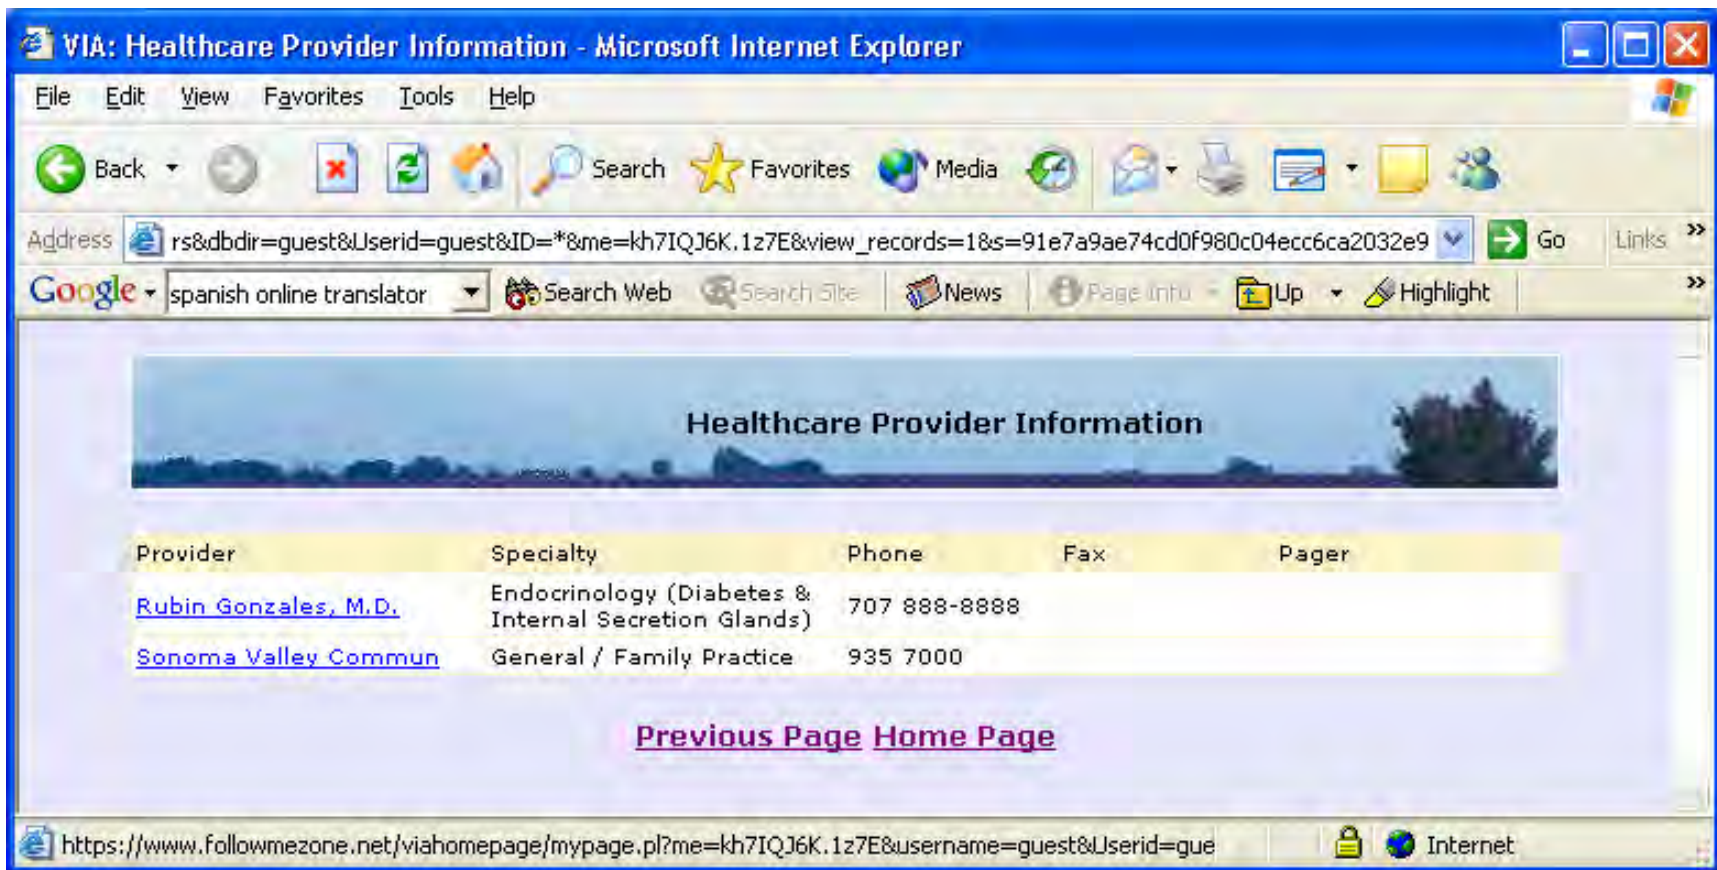 VIA: Healthcare Provider Information - Microsoft Internet Explorer
File Edit View Favorites Tools Help
Back Search Favorites Media
Address rs&dbdir=guest&Userid=guest&ID=*&me=kh7IQJ6K.1z7E&view_records=1&s=91e7a9ae74cd0f980c04ecc6ca2032e9 Go Links »
Google spanish online translator Search Web Search Site News Page Info Up Highlight »
Healthcare Provider Information
Provider Specialty Phone Fax Pager
Rubin Gonzales, M.D. Endocrinology (Diabetes & Internal Secretion Glands) 707 888-8888
Sonoma Valley Commun General / Family Practice 935 7000
Previous Page Home Page
https://www.followmezone.net/viahomepage/mypage.pl?me=kh7IQJ6K.1z7E&username=guest&Userid=gue Internet